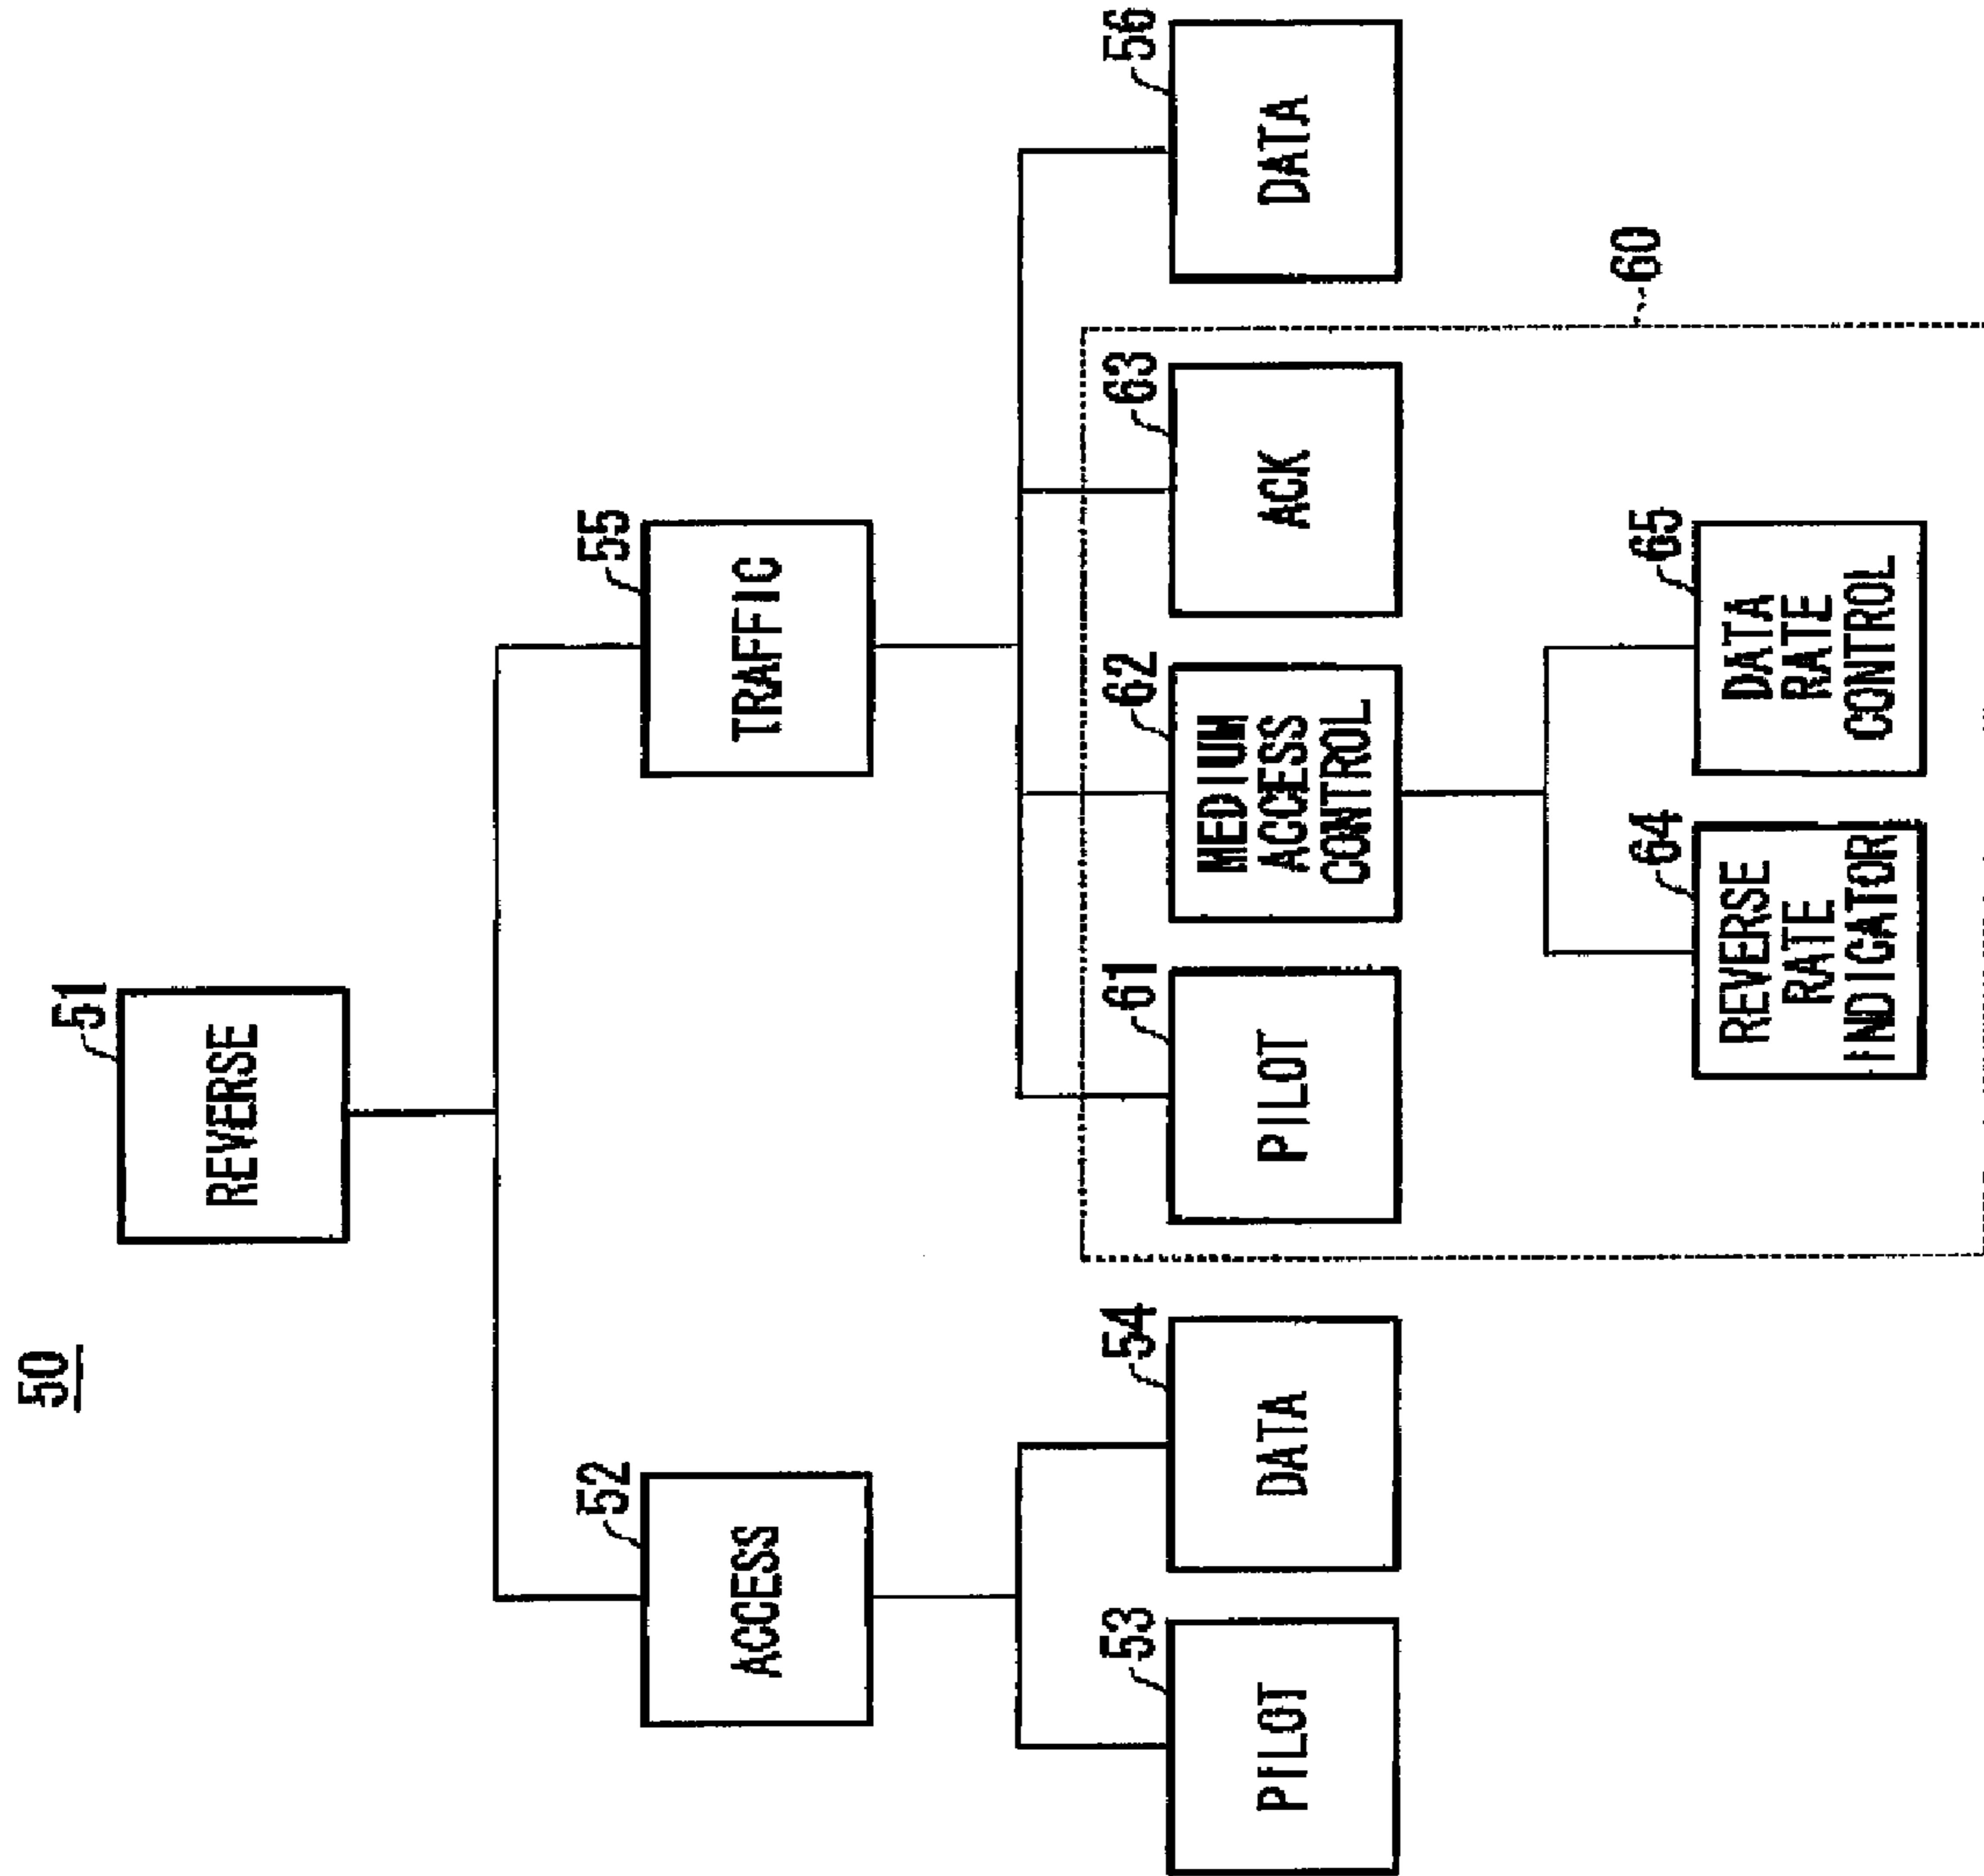 50
51
REVERSE
52
ACCESS
55
TRAFFIC
53
PILOT
54
DATA
61
PILOT
62
MEDIUM
ACCESS
CONTROL
63
ACK
56
DATA
60
64
REVERSE
RATE
INDICATOR
65
DATA
RATE
CONTROL